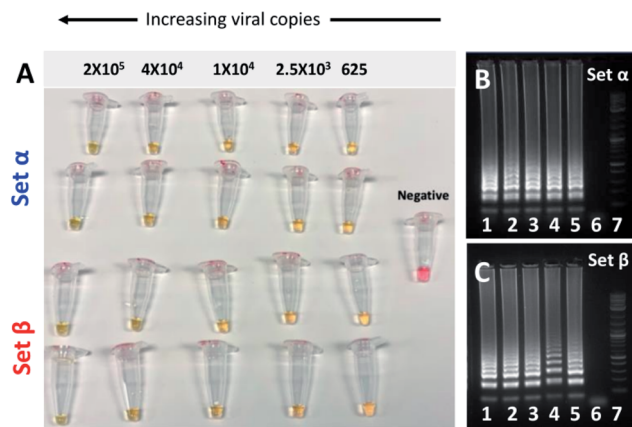 Increasing viral copies
A
2X10⁵ 4X10⁴ 1X10⁴ 2.5X10³ 625
Set α
Negative
Set β
B
Set α
1 2 3 4 5 6 7
C
Set β
1 2 3 4 5 6 7